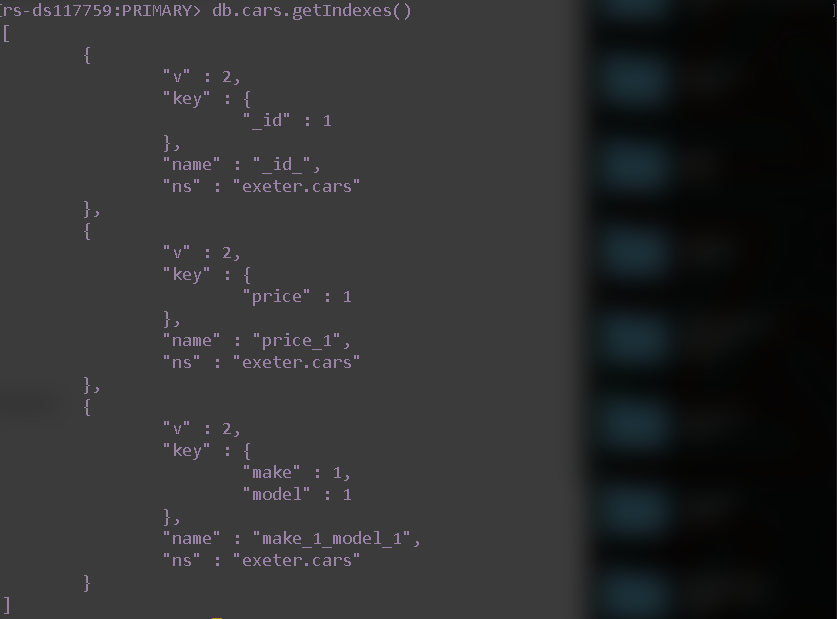 [rs-ds117759:PRIMARY> db.cars.getIndexes()
[
{
"v" : 2,
"key" : {
"_id" : 1
},
"name" : "_id_",
"ns" : "exeter.cars"
},
{
"v" : 2,
"key" : {
"price" : 1
},
"name" : "price_1",
"ns" : "exeter.cars"
},
{
"v" : 2,
"key" : {
"make" : 1,
"model" : 1
},
"name" : "make_1_model_1",
"ns" : "exeter.cars"
}
]